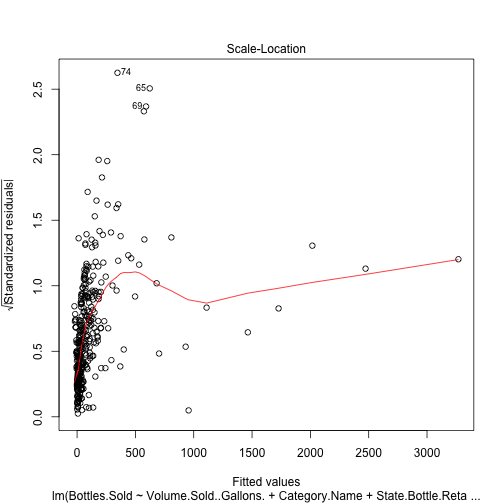 Scale-Location
√|Standardized residuals|
2.5
2.0
1.5
1.0
0.5
0.0
74
65
69
0 500 1000 1500 2000 2500 3000
Fitted values
lm(Bottles.Sold ~ Volume.Sold..Gallons. + Category.Name + State.Bottle.Reta ...